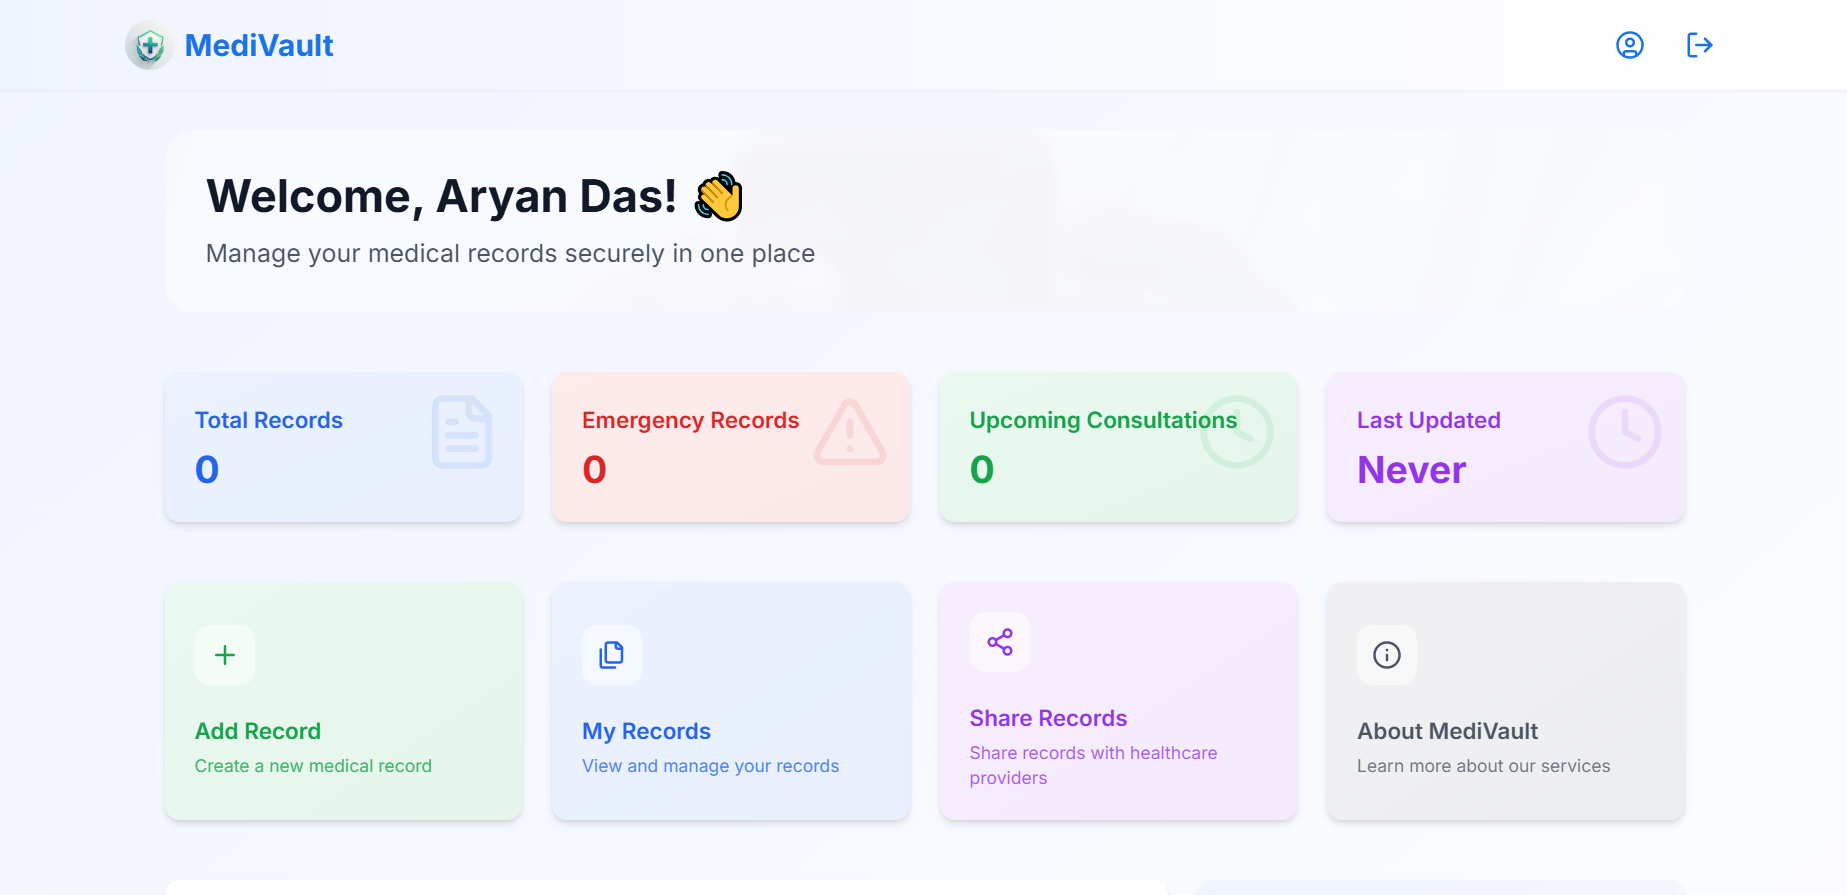 MediVault
Welcome, Aryan Das! 👋
Manage your medical records securely in one place
Total Records
0
Emergency Records
0
Upcoming Consultations
0
Last Updated
Never
Add Record
Create a new medical record
My Records
View and manage your records
Share Records
Share records with healthcare
providers
About MediVault
Learn more about our services